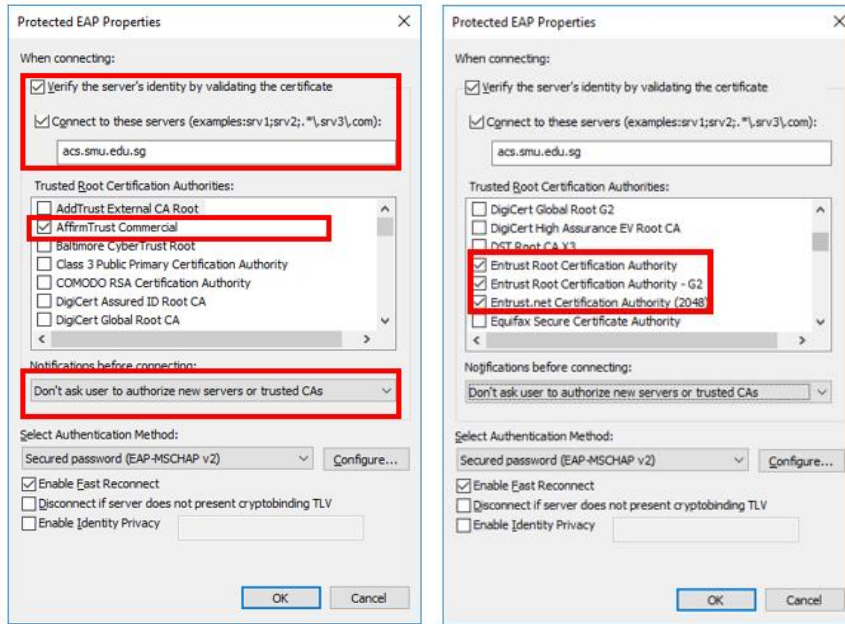 Protected EAP Properties
When connecting:
Verify the server's identity by validating the certificate
Connect to these servers (examples:srv1;srv2;.*\.srv3\.com):
acs.smu.edu.sg
Trusted Root Certification Authorities:
AddTrust External CA Root
AffirmTrust Commercial
Baltimore CyberTrust Root
Class 3 Public Primary Certification Authority
COMODO RSA Certification Authority
DigiCert Assured ID Root CA
DigiCert Global Root CA
Notifications before connecting:
Don't ask user to authorize new servers or trusted CAs
Select Authentication Method:
Secured password (EAP-MSCHAP v2)
Configure...
Enable Fast Reconnect
Disconnect if server does not present cryptobinding TLV
Enable Identity Privacy
OK Cancel
Protected EAP Properties
When connecting:
Verify the server's identity by validating the certificate
Connect to these servers (examples:srv1;srv2;.*\.srv3\.com):
acs.smu.edu.sg
Trusted Root Certification Authorities:
DigiCert Global Root G2
DigiCert High Assurance EV Root CA
DST Root CA X3
Entrust Root Certification Authority
Entrust Root Certification Authority - G2
Entrust.net Certification Authority (2048)
Equifax Secure Certificate Authority
Notifications before connecting:
Don't ask user to authorize new servers or trusted CAs
Select Authentication Method:
Secured password (EAP-MSCHAP v2)
Configure...
Enable Fast Reconnect
Disconnect if server does not present cryptobinding TLV
Enable Identity Privacy
OK Cancel